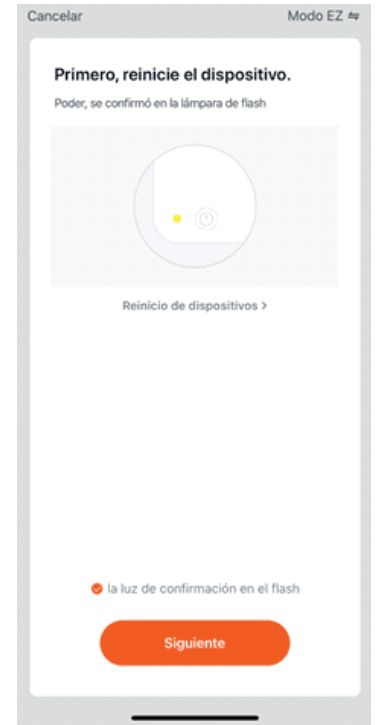 Cancelar
Modo EZ ⇋
Primero, reinicie el dispositivo.
Poder, se confirmó en la lámpara de flash
Reinicio de dispositivos >
la luz de confirmación en el flash
Siguiente